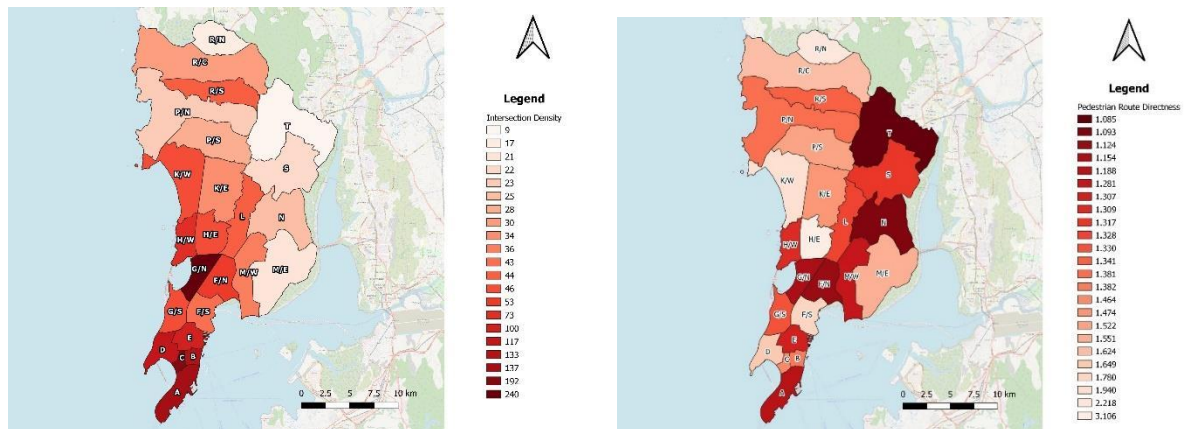 R/N
R/C
R/S
P/N
T
P/S
S
K/W
K/E
L
N
H/W
H/E
G/N
F/N
M/W
M/E
G/S
F/S
D
E
C
B
A
Legend
Intersection Density
9
17
21
22
23
25
28
30
34
36
43
44
46
53
73
100
117
133
137
192
240
0 2.5 5 7.5 10 km
R/N
R/C
R/S
P/N
T
P/S
S
K/W
K/E
L
N
H/W
H/E
G/N
F/N
M/W
M/E
G/S
F/S
D
E
C
B
A
Legend
Pedestrian Route Directness
1.085
1.093
1.124
1.154
1.188
1.281
1.307
1.309
1.317
1.328
1.330
1.341
1.381
1.382
1.464
1.474
1.522
1.551
1.624
1.649
1.780
1.940
2.218
3.106
0 2.5 5 7.5 10 km